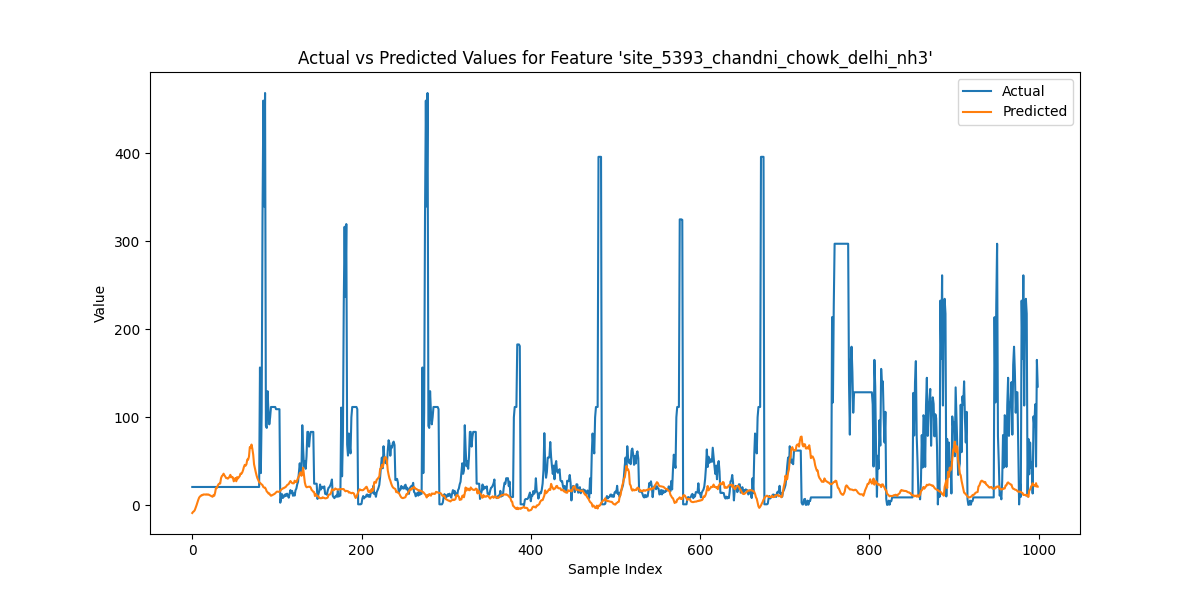 Actual vs Predicted Values for Feature 'site_5393_chandni_chowk_delhi_nh3'
Actual
Predicted
Value
400
300
200
100
0
0 200 400 600 800 1000
Sample Index